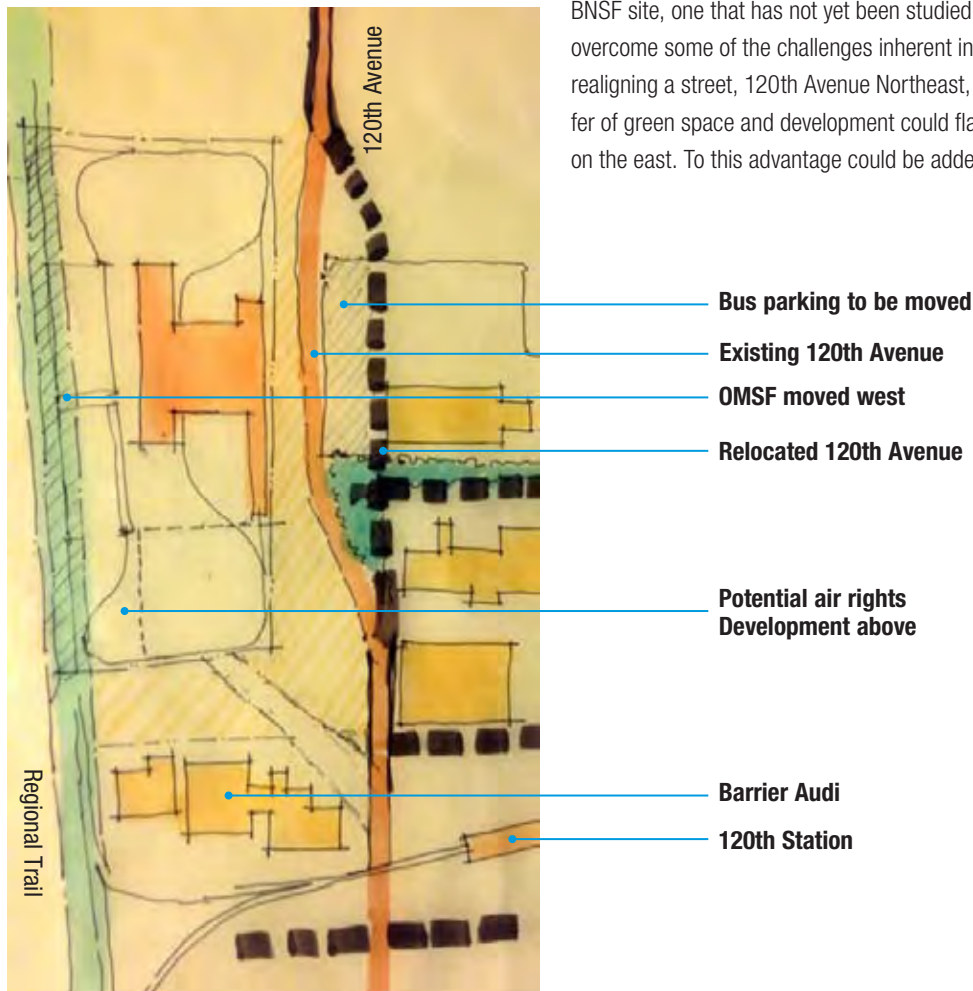 BNSF site, one that has not yet been studied
overcome some of the challenges inherent in
realigning a street, 120th Avenue Northeast,
fer of green space and development could fla
on the east. To this advantage could be adde
120th Avenue
Bus parking to be moved
Existing 120th Avenue
OMSF moved west
Relocated 120th Avenue
Potential air rights
Development above
Barrier Audi
120th Station
Regional Trail